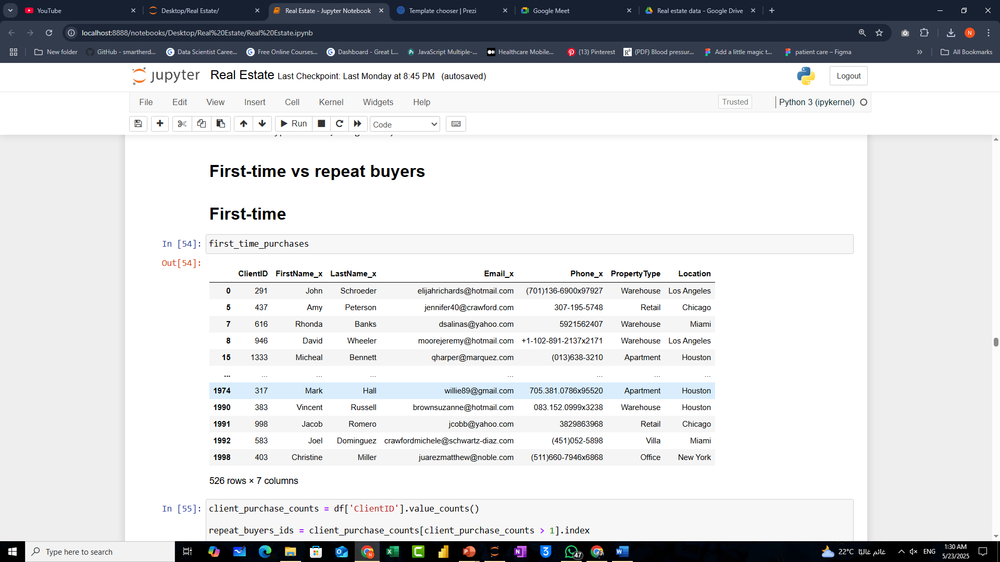 YouTube
Desktop/Real Estate/
Real Estate - Jupyter Notebook
Template chooser | Prezi
Google Meet
Real estate data - Google Drive
localhost:8888/notebooks/Desktop/Real%20Estate/Real%20Estate.ipynb
N
New folder
GitHub - smartherd...
Data Scientist Caree...
Free Online Courses...
Dashboard - Great L...
JavaScript Multiple-...
Healthcare Mobile...
(13) Pinterest
(PDF) Blood pressur...
Add a little magic t...
patient care – Figma
All Bookmarks
jupyter Real Estate Last Checkpoint: Last Monday at 8:45 PM (autosaved)
Logout
File Edit View Insert Cell Kernel Widgets Help
Trusted
Python 3 (ipykernel)
Run
Code
First-time vs repeat buyers
First-time
In [54]: first_time_purchases
Out[54]:
ClientID FirstName_x LastName_x Email_x Phone_x PropertyType Location
0 291 John Schroeder elijahrichards@hotmail.com (701)136-6900x97927 Warehouse Los Angeles
5 437 Amy Peterson jennifer40@crawford.com 307-195-5748 Retail Chicago
7 616 Rhonda Banks dsalinas@yahoo.com 5921562407 Warehouse Miami
8 946 David Wheeler moorejeremy@hotmail.com +1-102-891-2137x2171 Warehouse Los Angeles
15 1333 Micheal Bennett qharper@marquez.com (013)638-3210 Apartment Houston
... ... ... ... ... ... ... ...
1974 317 Mark Hall willie89@gmail.com 705.381.0786x95520 Apartment Houston
1990 383 Vincent Russell brownsuzanne@hotmail.com 083.152.0999x3238 Warehouse Houston
1991 998 Jacob Romero jcobb@yahoo.com 3829863968 Retail Chicago
1992 583 Joel Dominguez crawfordmichele@schwartz-diaz.com (451)052-5898 Villa Miami
1998 403 Christine Miller juarezmatthew@noble.com (511)660-7946x6868 Office New York
526 rows × 7 columns
In [55]: client_purchase_counts = df['ClientID'].value_counts()
repeat_buyers_ids = client_purchase_counts[client_purchase_counts > 1].index
Type here to search
47
22°C غائم غالبًا
ENG
1:30 AM
5/23/2025